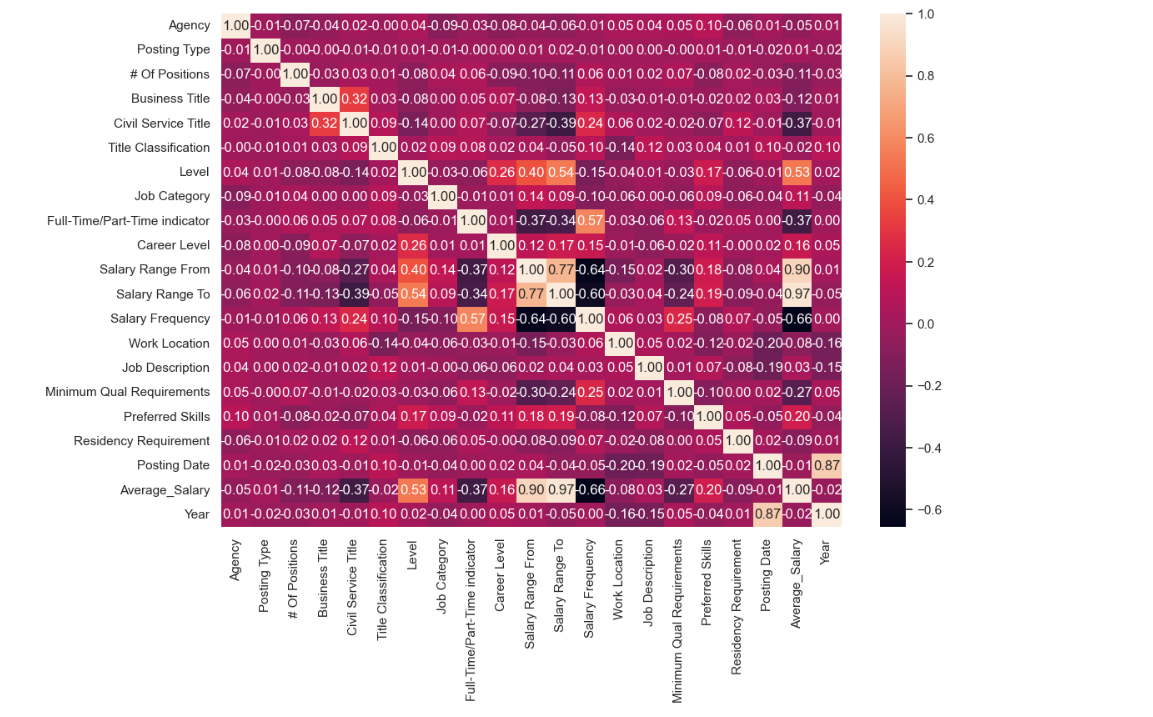 Agency 1.00 -0.01 -0.07 -0.04 0.02 -0.00 0.04 -0.09 -0.03 -0.08 -0.04 -0.06 -0.01 0.05 0.04 0.05 0.10 -0.06 0.01 -0.05 0.01
Posting Type -0.01 1.00 -0.00 -0.00 -0.01 -0.01 0.01 -0.01 -0.00 0.00 0.01 0.02 -0.01 0.00 0.00 -0.00 0.01 -0.01 -0.02 0.01 -0.02
# Of Positions -0.07 -0.00 1.00 -0.03 0.03 0.01 -0.08 0.04 0.06 -0.09 -0.10 -0.11 0.06 0.01 0.02 0.07 -0.08 0.02 -0.03 -0.11 -0.03
Business Title -0.04 -0.00 -0.03 1.00 0.32 0.03 -0.08 0.00 0.05 0.07 -0.08 -0.13 0.13 -0.03 -0.01 -0.01 -0.02 0.02 0.03 -0.12 0.01
Civil Service Title 0.02 -0.01 0.03 0.32 1.00 0.09 -0.14 0.00 0.07 -0.07 -0.27 -0.39 0.24 0.06 0.02 -0.02 -0.07 0.12 -0.01 -0.37 -0.01
Title Classification -0.00 -0.01 0.01 0.03 0.09 1.00 0.02 0.09 0.08 0.02 0.04 -0.05 0.10 -0.14 0.12 0.03 0.04 0.01 0.10 -0.02 0.10
Level 0.04 0.01 -0.08 -0.08 -0.14 0.02 1.00 -0.03 -0.06 0.26 0.40 0.54 -0.15 -0.04 0.01 -0.03 0.17 -0.06 -0.01 0.53 0.02
Job Category -0.09 -0.01 0.04 0.00 0.00 0.09 -0.03 1.00 -0.01 0.01 0.14 0.09 -0.10 -0.06 -0.00 -0.06 0.09 -0.06 -0.04 0.11 -0.04
Full-Time/Part-Time indicator -0.03 -0.00 0.06 0.05 0.07 0.08 -0.06 -0.01 1.00 0.01 -0.37 -0.34 0.57 -0.03 -0.06 0.13 -0.02 0.05 0.00 -0.37 0.00
Career Level -0.08 0.00 -0.09 0.07 -0.07 0.02 0.26 0.01 0.01 1.00 0.12 0.17 0.15 -0.01 -0.06 -0.02 0.11 -0.00 0.02 0.16 0.05
Salary Range From -0.04 0.01 -0.10 -0.08 -0.27 0.04 0.40 0.14 -0.37 0.12 1.00 0.77 -0.64 -0.15 0.02 -0.30 0.18 -0.08 0.04 0.90 0.01
Salary Range To -0.06 0.02 -0.11 -0.13 -0.39 -0.05 0.54 0.09 -0.34 0.17 0.77 1.00 -0.60 -0.03 0.04 -0.24 0.19 -0.09 -0.04 0.97 -0.05
Salary Frequency -0.01 -0.01 0.06 0.13 0.24 0.10 -0.15 -0.10 0.57 0.15 -0.64 -0.60 1.00 0.06 0.03 0.25 -0.08 0.07 -0.05 -0.66 0.00
Work Location 0.05 0.00 0.01 -0.03 0.06 -0.14 -0.04 -0.06 -0.03 -0.01 -0.15 -0.03 0.06 1.00 0.05 0.02 -0.12 -0.02 -0.20 -0.08 -0.16
Job Description 0.04 0.00 0.02 -0.01 0.02 0.12 0.01 -0.00 -0.06 -0.06 0.02 0.04 0.03 0.05 1.00 0.01 0.07 -0.08 -0.19 0.03 -0.15
Minimum Qual Requirements 0.05 -0.00 0.07 -0.01 -0.02 0.03 -0.03 -0.06 0.13 -0.02 -0.30 -0.24 0.25 0.02 0.01 1.00 -0.10 0.00 0.02 -0.27 0.05
Preferred Skills 0.10 0.01 -0.08 -0.02 -0.07 0.04 0.17 0.09 -0.02 0.11 0.18 0.19 -0.08 -0.12 0.07 -0.10 1.00 0.05 -0.05 0.20 -0.04
Residency Requirement -0.06 -0.01 0.02 0.02 0.12 0.01 -0.06 -0.06 0.05 -0.00 -0.08 -0.09 0.07 -0.02 -0.08 0.00 0.05 1.00 0.02 -0.09 0.01
Posting Date 0.01 -0.02 -0.03 0.03 -0.01 0.10 -0.01 -0.04 0.00 0.02 0.04 -0.04 -0.05 -0.20 -0.19 0.02 -0.05 0.02 1.00 -0.01 0.87
Average_Salary -0.05 0.01 -0.11 -0.12 -0.37 -0.02 0.53 0.11 -0.37 0.16 0.90 0.97 -0.66 -0.08 0.03 -0.27 0.20 -0.09 -0.01 1.00 -0.02
Year 0.01 -0.02 -0.03 0.01 -0.01 0.10 0.02 -0.04 0.00 0.05 0.01 -0.05 0.00 -0.16 -0.15 0.05 -0.04 0.01 0.87 -0.02 1.00
Agency
Posting Type
# Of Positions
Business Title
Civil Service Title
Title Classification
Level
Job Category
Full-Time/Part-Time indicator
Career Level
Salary Range From
Salary Range To
Salary Frequency
Work Location
Job Description
Minimum Qual Requirements
Preferred Skills
Residency Requirement
Posting Date
Average_Salary
Year
1.0
0.8
0.6
0.4
0.2
0.0
−0.2
−0.4
−0.6